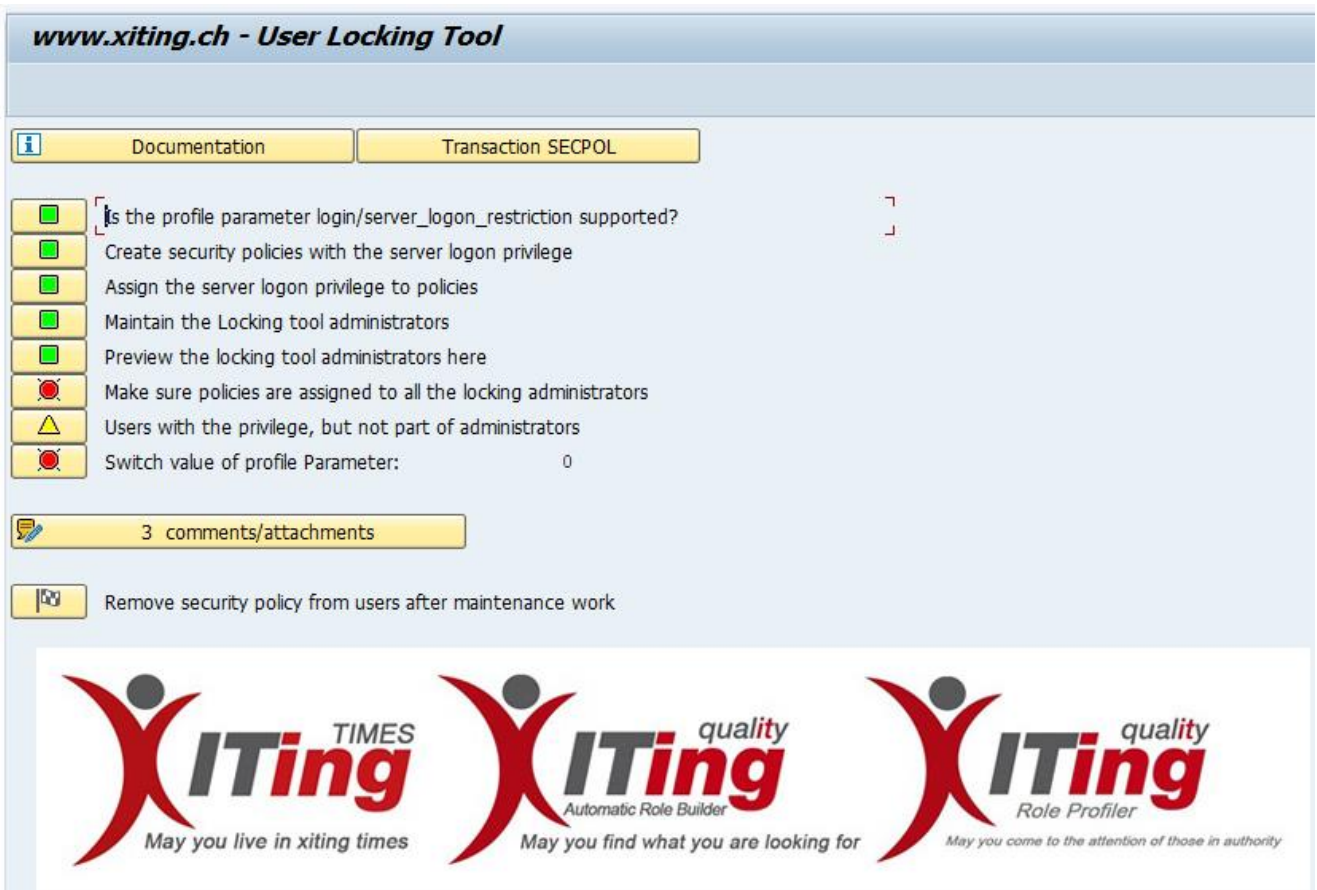 www.xiting.ch - User Locking Tool
Documentation Transaction SECPOL
Is the profile parameter login/server_logon_restriction supported?
Create security policies with the server logon privilege
Assign the server logon privilege to policies
Maintain the Locking tool administrators
Preview the locking tool administrators here
Make sure policies are assigned to all the locking administrators
Users with the privilege, but not part of administrators
Switch value of profile Parameter: 0
3 comments/attachments
Remove security policy from users after maintenance work
XITing TIMES
May you live in xiting times
XITing quality
Automatic Role Builder
May you find what you are looking for
XITing quality
Role Profiler
May you come to the attention of those in authority